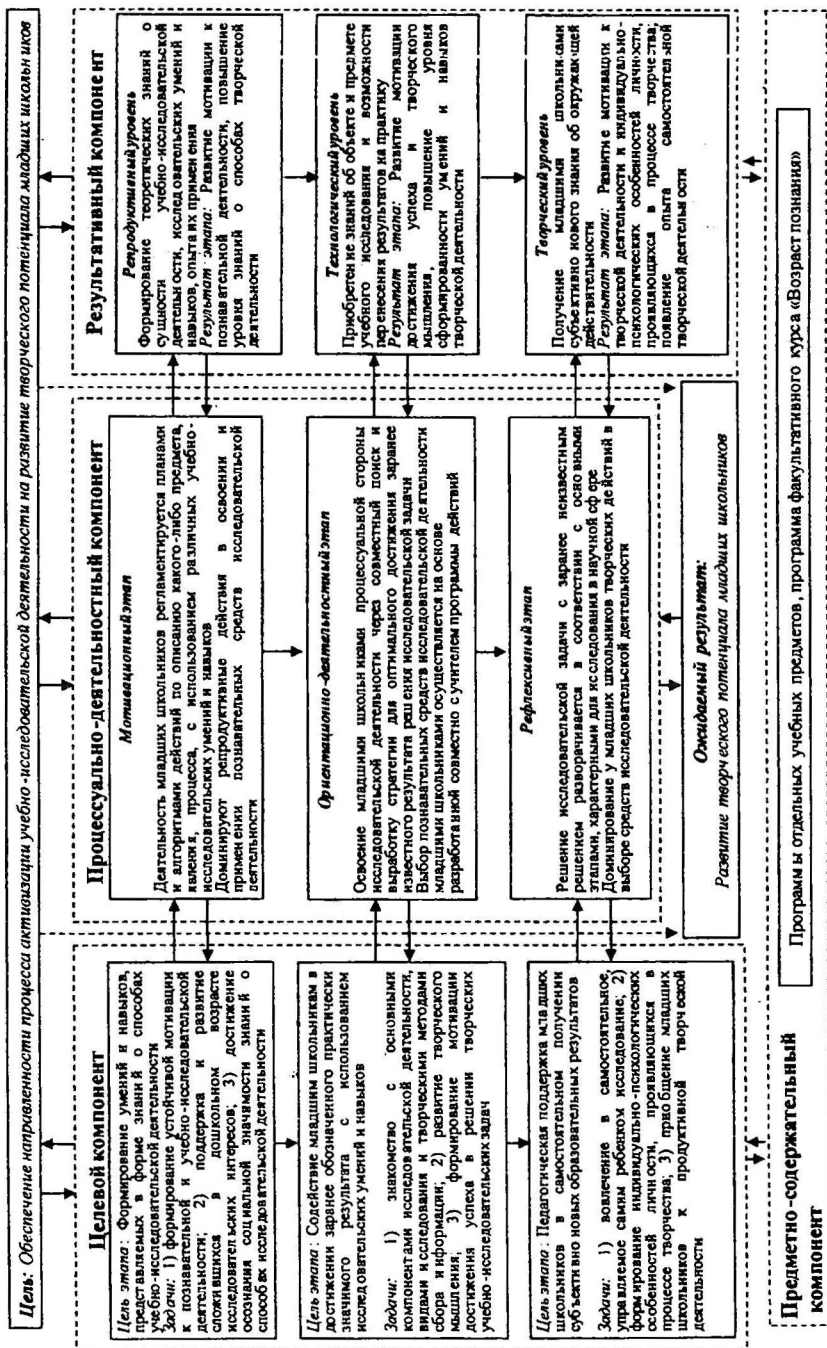 Цель: Обеспечение направленности процесса активизации учебно-исследовательской деятельности на развитие творческого потенциала младших школьников
Целевой компонент
Цель этапа: Формирование умений и навыков,
представляемых в форме знаний о способах
учебно-исследовательской деятельности
Задачи: 1) формирование устойчивой мотивации
к познавательной и учебно-исследовательской
деятельности; 2) поддержка и развитие
сложившихся в дошкольном возрасте
исследовательских интересов; 3) достижение
осознания социальной значимости знаний о
способах исследовательской деятельности
Цель этапа: Содействие младшим школьникам в
достижении заранее обозначенного практически
значимого результата с использованием
исследовательских умений и навыков
Задачи: 1) знакомство с основными
компонентами исследовательской деятельности,
видами исследования и творческими методами
сбора информации; 2) развитие творческого
мышления; 3) формирование мотивации
достижения успеха в решении творческих
учебно-исследовательских задач
Цель этапа: Педагогическая поддержка младших
школьников в самостоятельном получении
субъективно новых образовательных результатов
Задачи: 1) вовлечение в самостоятельное,
управляемое самим ребенком исследование; 2)
формирование индивидуально-психологических
особенностей личности, проявляющихся в
процессе творчества; 3) приобщение младших
школьников к продуктивной творческой
деятельности
Процессуально-деятельностный компонент
Мотивационный этап
Деятельность младших школьников регламентируется планами
и алгоритмами действий по описанию какого-либо предмета,
явления, процесса, с использованием различных учебно-
исследовательских умений и навыков
Доминируют репродуктивные действия в освоении и
применении познавательных средств исследовательской
деятельности
Ориентационно-деятельностный этап
Освоение младшими школьниками процессуальной стороны
исследовательской деятельности через совместный поиск и
выработку стратегии для оптимального достижения заранее
известного результата решения исследовательской задачи
Выбор познавательных средств исследовательской деятельности
младшими школьниками осуществляется на основе
разработанной совместно с учителем программы действий
Рефлексивный этап
Решение исследовательской задачи с заранее неизвестным
решением разворачивается в соответствии с основными
этапами, характерными для исследования в научной сфере
Доминирование у младших школьников творческих действий в
выборе средств исследовательской деятельности
Результативный компонент
Репродуктивный уровень
Формирование теоретических знаний о
сущности учебно-исследовательской
деятельности, исследовательских умений и
навыков, опыта их применения
Результат этапа: Развитие мотивации к
познавательной деятельности, повышение
уровня знаний о способах творческой
деятельности
Технологический уровень
Приобретение знаний об объекте и предмете
учебного исследования и возможности
перенесения результатов на практику
Результат этапа: Развитие мотивации
достижения успеха и творческого
мышления, повышение уровня
сформированности умений и навыков
творческой деятельности
Творческий уровень
Получение младшими школьниками
субъективно нового знания об окружающей
действительности
Результат этапа: Развитие мотивации к
творческой деятельности и индивидуально-
психологических особенностей личности,
проявляющихся в процессе творчества,
появление опыта самостоятельной
творческой деятельности
Ожидаемый результат:
Развитие творческого потенциала младших школьников
Предметно-содержательный
компонент
Программы отдельных учебных предметов, программа факультативного курса «Возраст познания»